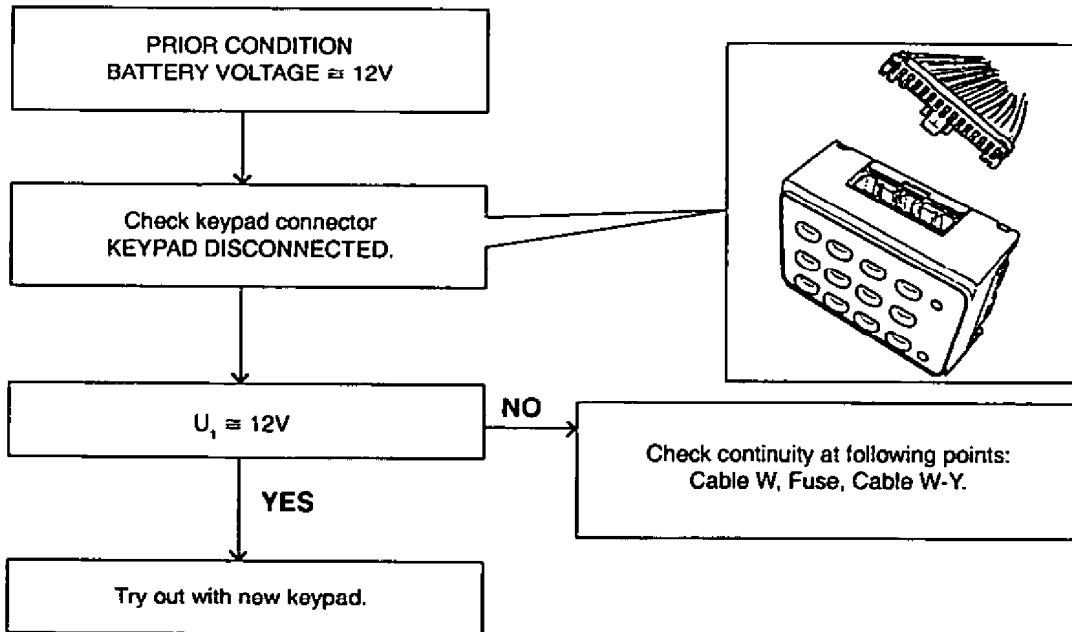 PRIOR CONDITION
BATTERY VOLTAGE ≅ 12V
Check keypad connector
KEYPAD DISCONNECTED.
U₁ ≅ 12V
NO
Check continuity at following points:
Cable W, Fuse, Cable W-Y.
YES
Try out with new keypad.